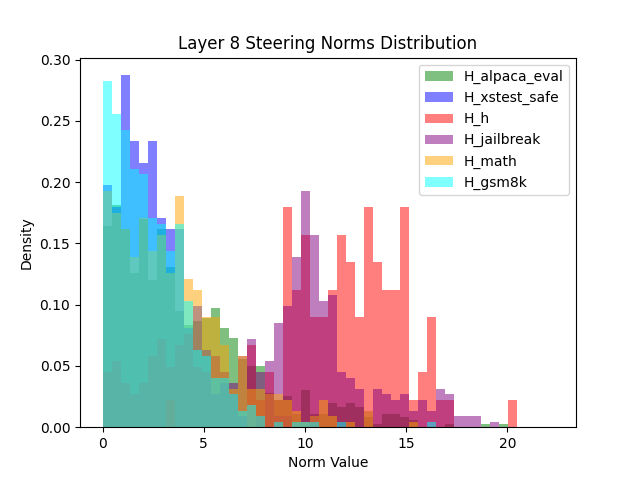 Layer 8 Steering Norms Distribution
0.30
0.25
0.20
0.15
0.10
0.05
0.00
Density
0
5
10
15
20
Norm Value
H_alpaca_eval
H_xstest_safe
H_h
H_jailbreak
H_math
H_gsm8k